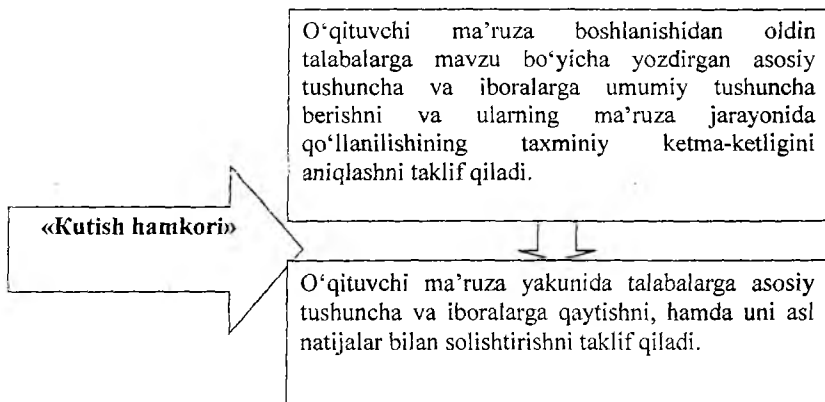 O‘qituvchi ma’ruza boshlanishidan oldin
talabalarga mavzu bo‘yicha yozdirgan asosiy
tushuncha va iboralarga umumiy tushuncha
berishni va ularning ma’ruza jarayonida
qo‘llanilishining taxminiy ketma-ketligini
aniqlashni taklif qiladi.
«Kutish hamkori»
O‘qituvchi ma’ruza yakunida talabalarga asosiy
tushuncha va iboralarga qaytishni, hamda uni asl
natijalar bilan solishtirishni taklif qiladi.